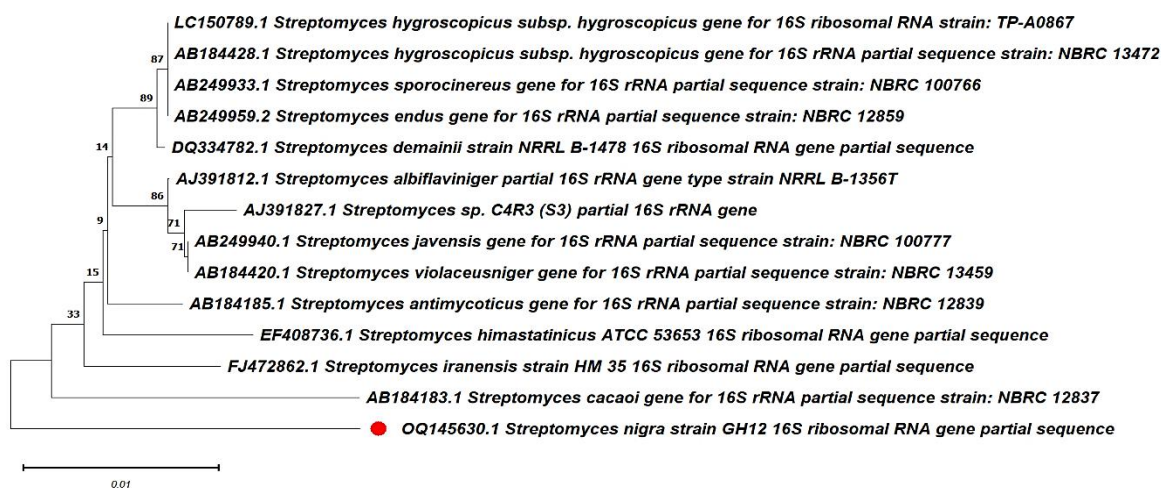 LC150789.1 Streptomyces hygroscopicus subsp. hygroscopicus gene for 16S ribosomal RNA strain: TP-A0867
87
AB184428.1 Streptomyces hygroscopicus subsp. hygroscopicus gene for 16S rRNA partial sequence strain: NBRC 13472
AB249933.1 Streptomyces sporocinereus gene for 16S rRNA partial sequence strain: NBRC 100766
89
AB249959.2 Streptomyces endus gene for 16S rRNA partial sequence strain: NBRC 12859
14
DQ334782.1 Streptomyces demainii strain NRRL B-1478 16S ribosomal RNA gene partial sequence
AJ391812.1 Streptomyces albiflaviniger partial 16S rRNA gene type strain NRRL B-1356T
86
AJ391827.1 Streptomyces sp. C4R3 (S3) partial 16S rRNA gene
9
71
AB249940.1 Streptomyces javensis gene for 16S rRNA partial sequence strain: NBRC 100777
71
AB184420.1 Streptomyces violaceusniger gene for 16S rRNA partial sequence strain: NBRC 13459
15
AB184185.1 Streptomyces antimycoticus gene for 16S rRNA partial sequence strain: NBRC 12839
33
EF408736.1 Streptomyces himastatinicus ATCC 53653 16S ribosomal RNA gene partial sequence
FJ472862.1 Streptomyces iranensis strain HM 35 16S ribosomal RNA gene partial sequence
AB184183.1 Streptomyces cacaoi gene for 16S rRNA partial sequence strain: NBRC 12837
OQ145630.1 Streptomyces nigra strain GH12 16S ribosomal RNA gene partial sequence
0.01